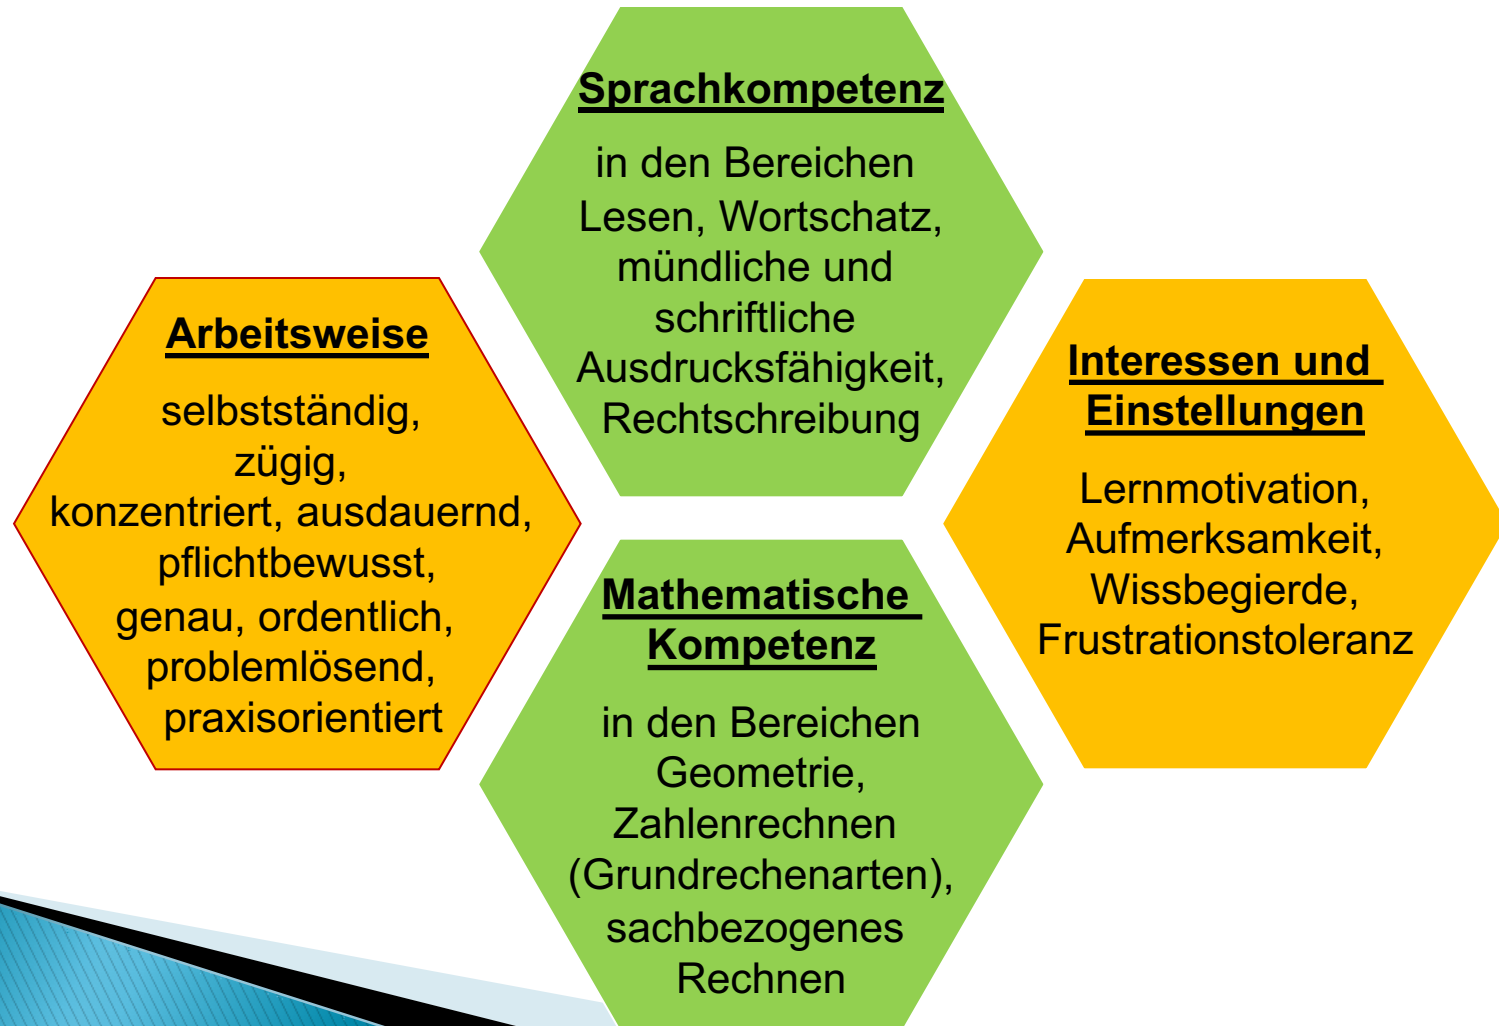 Sprachkompetenz
in den Bereichen
Lesen, Wortschatz,
mündliche und
schriftliche
Ausdrucksfähigkeit,
Rechtschreibung
Arbeitsweise
selbstständig,
zügig,
konzentriert, ausdauernd,
pflichtbewusst,
genau, ordentlich,
problemlösend,
praxisorientiert
Interessen und
Einstellungen
Lernmotivation,
Aufmerksamkeit,
Wissbegierde,
Frustrationstoleranz
Mathematische
Kompetenz
in den Bereichen
Geometrie,
Zahlenrechnen
(Grundrechenarten),
sachbezogenes
Rechnen